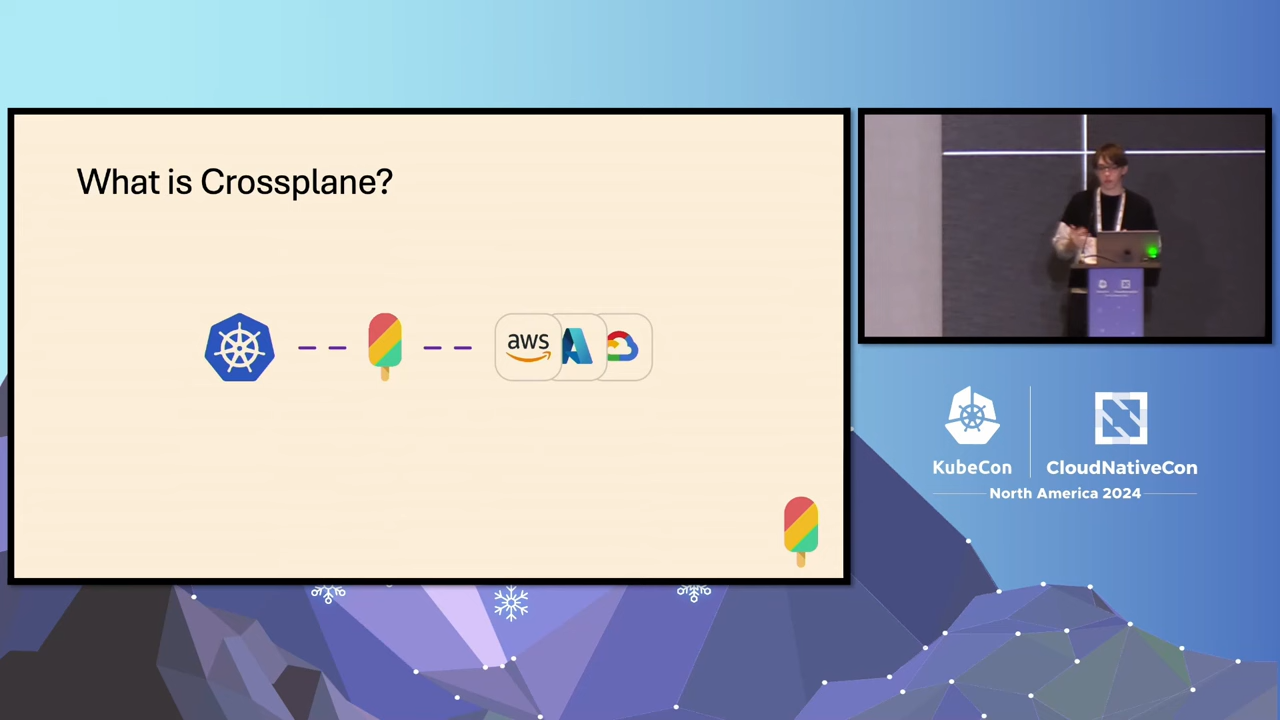 What is Crossplane?
aws
KubeCon
CloudNativeCon
North America 2024